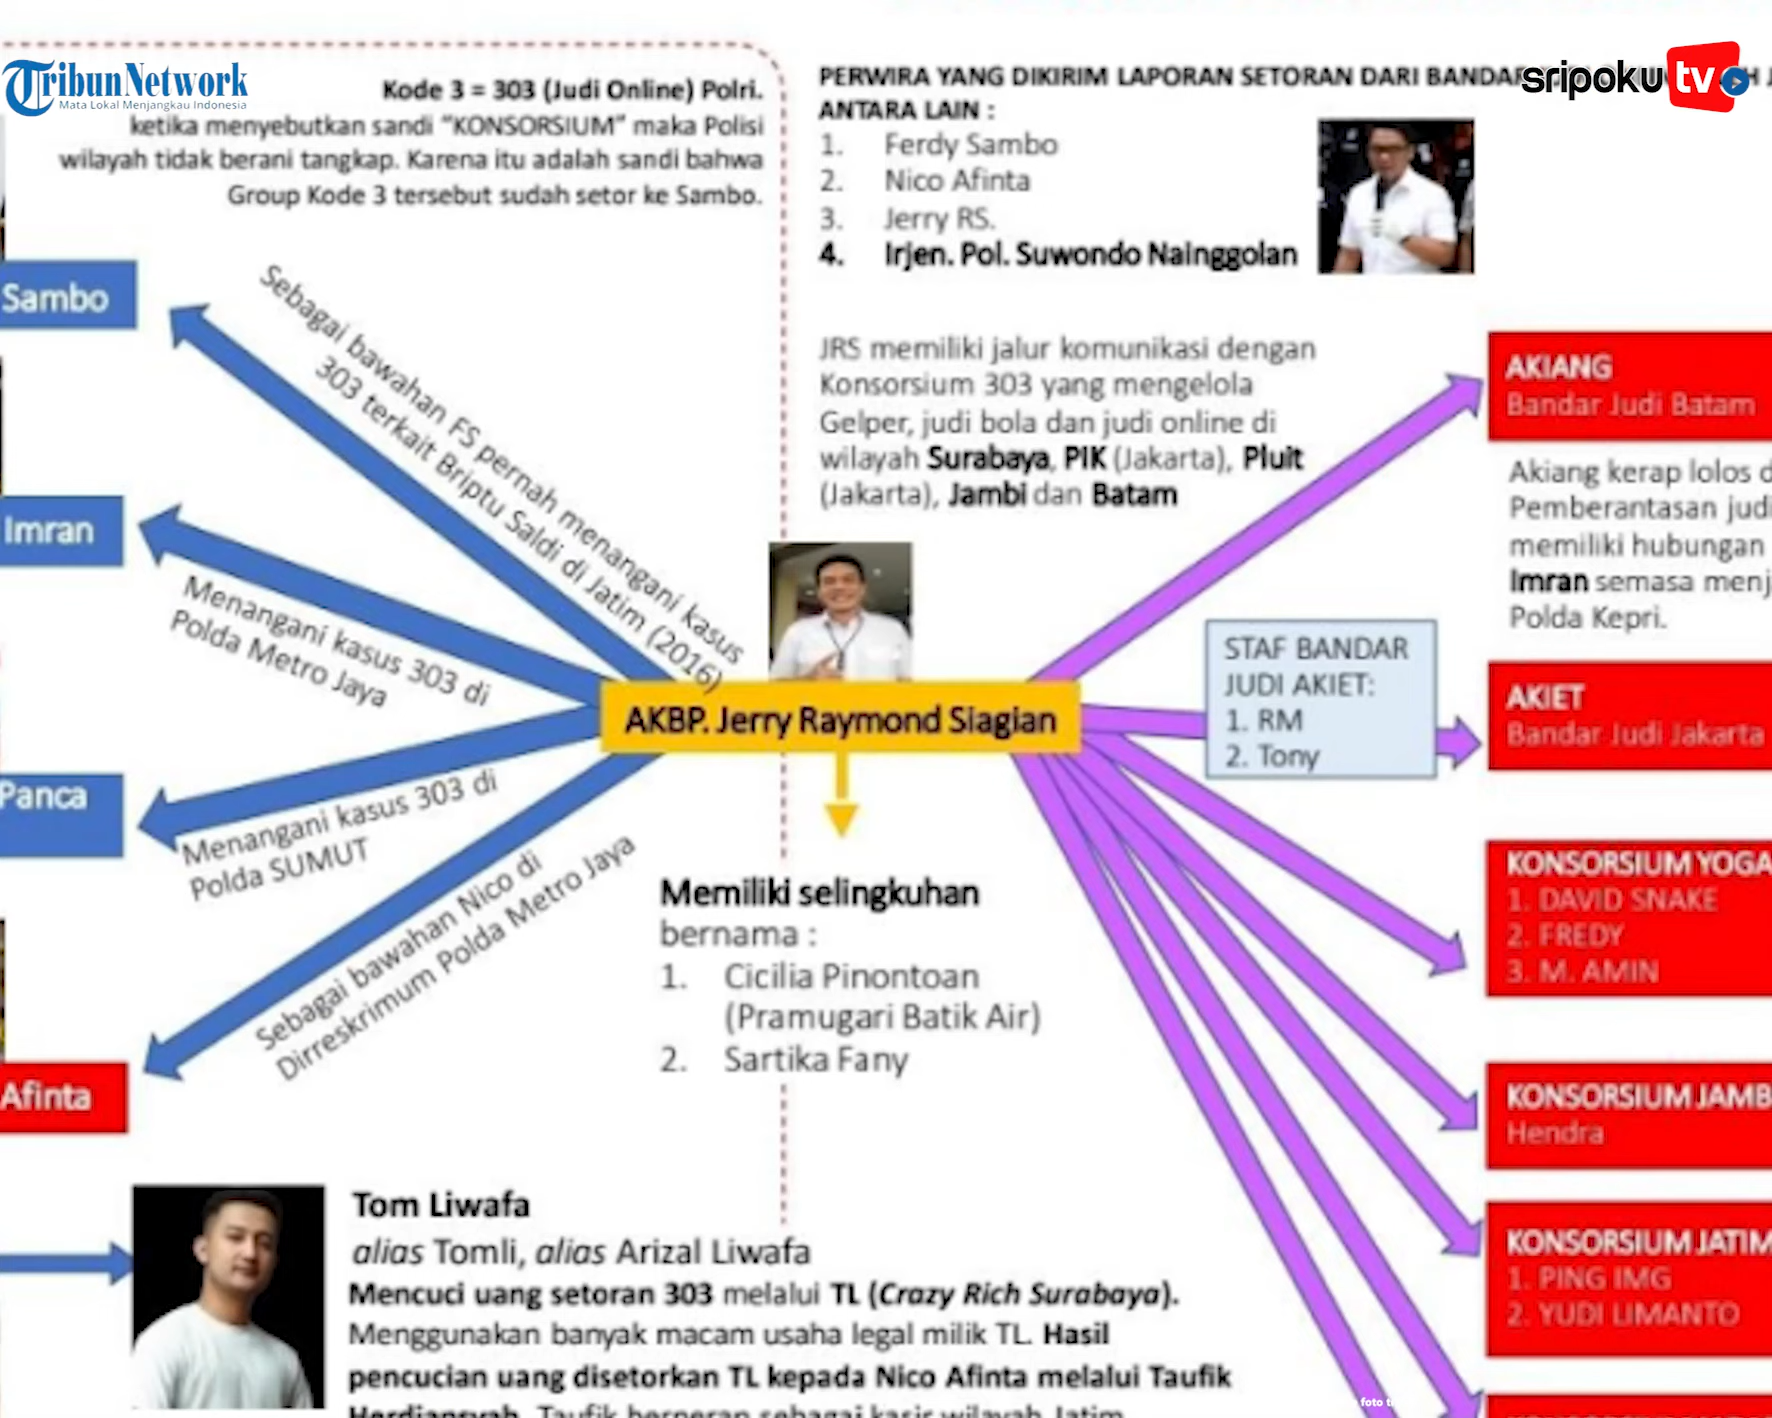 TribunNetwork
Mata Lokal Menjangkau Indonesia
sripoku tv
Kode 3 = 303 (Judi Online) Polri.
ketika menyebutkan sandi "KONSORSIUM" maka Polisi
wilayah tidak berani tangkap. Karena itu adalah sandi bahwa
Group Kode 3 tersebut sudah setor ke Sambo.
PERWIRA YANG DIKIRIM LAPORAN SETORAN DARI BANDAR
ANTARA LAIN :
1. Ferdy Sambo
2. Nico Afinta
3. Jerry RS.
4. Irjen. Pol. Suwondo Nainggolan
JRS memiliki jalur komunikasi dengan
Konsorsium 303 yang mengelola
Gelper, judi bola dan judi online di
wilayah Surabaya, PIK (Jakarta), Pluit
(Jakarta), Jambi dan Batam
Sambo
Imran
Panca
Afinta
Sebagai bawahan FS pernah menangani kasus
303 terkait Briptu Saldi di Jatim (2016)
Menangani kasus 303 di
Polda Metro Jaya
Menangani kasus 303 di
Polda SUMUT
Sebagai bawahan Nico di
Dirreskrimum Polda Metro Jaya
AKBP. Jerry Raymond Siagian
Memiliki selingkuhan
bernama :
1. Cicilia Pinontoan
(Pramugari Batik Air)
2. Sartika Fany
STAF BANDAR
JUDI AKIET:
1. RM
2. Tony
AKIANG
Bandar Judi Batam
Akiang kerap lolos
Pemberantasan judi
memiliki hubungan
Imran semasa menj
Polda Kepri.
AKIET
Bandar Judi Jakarta
KONSORSIUM YOGA
1. DAVID SNAKE
2. FREDY
3. M. AMIN
KONSORSIUM JAMB
Hendra
KONSORSIUM JATIM
1. PING IMG
2. YUDI LIMANTO
Tom Liwafa
alias Tomli, alias Arizal Liwafa
Mencuci uang setoran 303 melalui TL (Crazy Rich Surabaya).
Menggunakan banyak macam usaha legal milik TL. Hasil
pencucian uang disetorkan TL kepada Nico Afinta melalui Taufik
Herdiansyah. Taufik berperan sebagai kasir wilayah Jatim
foto